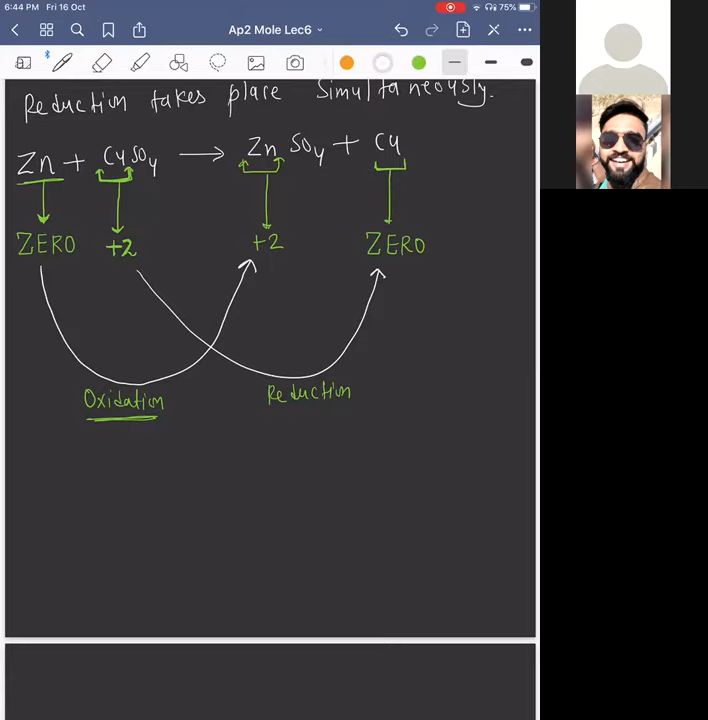 6:44 PM Fri 16 Oct 75%
Ap2 Mole Lec6
Reduction takes place Simultaneously.
Zn + CuSO4 → ZnSO4 + Cu
ZERO +2 +2 ZERO
Oxidation Reduction